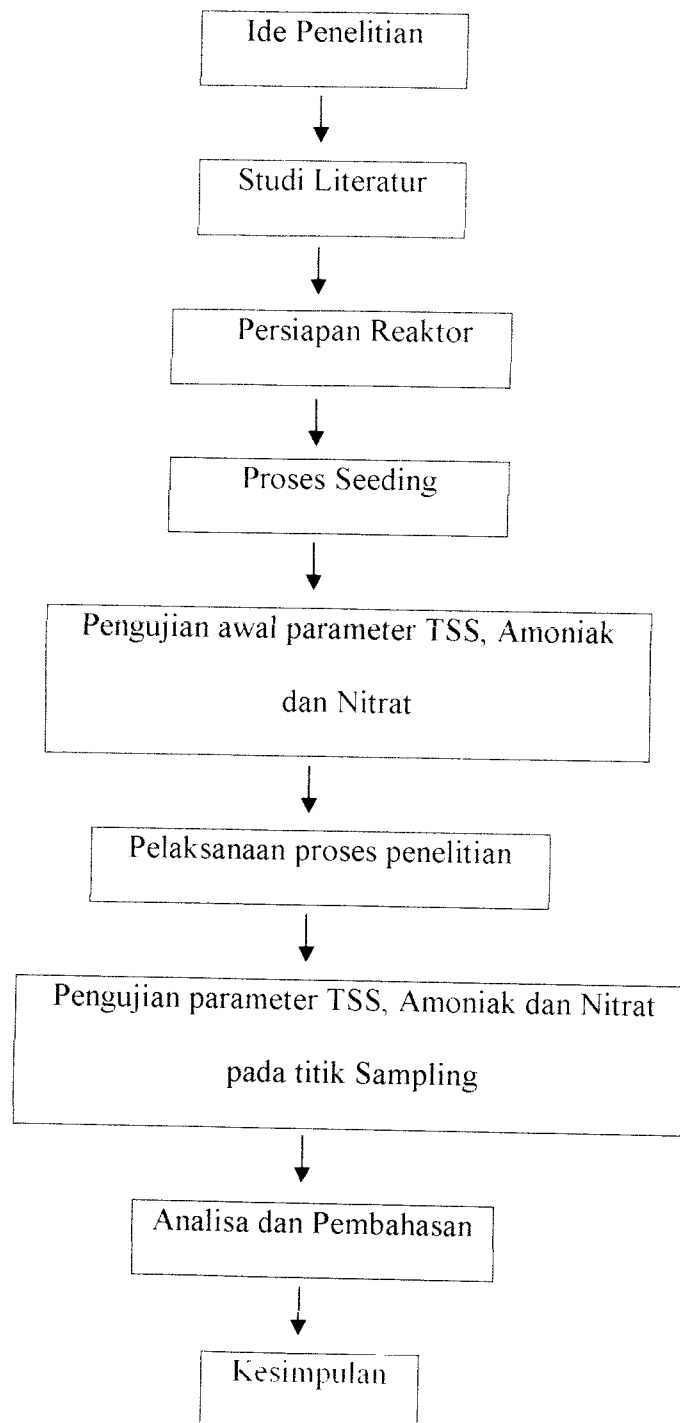 Ide Penelitian
Studi Literatur
Persiapan Reaktor
Proses Seeding
Pengujian awal parameter TSS, Amoniak
dan Nitrat
Pelaksanaan proses penelitian
Pengujian parameter TSS, Amoniak dan Nitrat
pada titik Sampling
Analisa dan Pembahasan
Kesimpulan